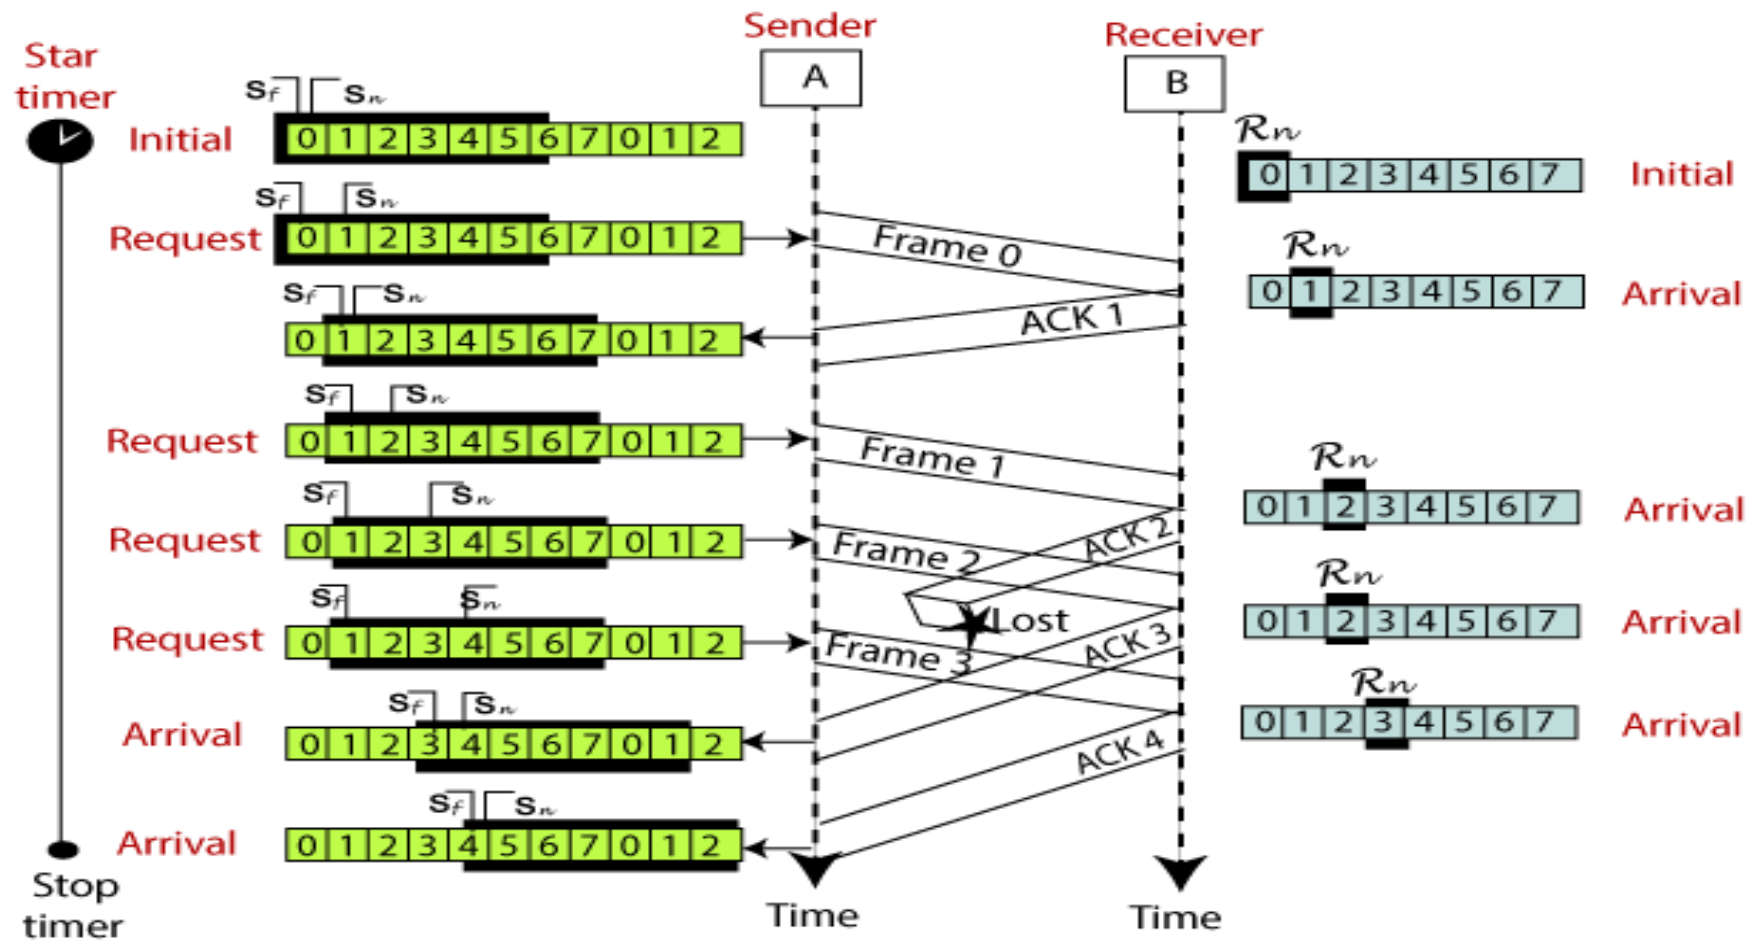 Sender
Receiver
Star
timer
A
B
Sf Sn
Initial
0 1 2 3 4 5 6 7 0 1 2
Rn
0 1 2 3 4 5 6 7
Initial
Sf Sn
Request
0 1 2 3 4 5 6 7 0 1 2
Frame 0
Rn
0 1 2 3 4 5 6 7
Arrival
Sf Sn
0 1 2 3 4 5 6 7 0 1 2
ACK 1
Sf Sn
Request
0 1 2 3 4 5 6 7 0 1 2
Frame 1
Rn
0 1 2 3 4 5 6 7
Arrival
Sf Sn
Request
0 1 2 3 4 5 6 7 0 1 2
Frame 2
ACK 2
Lost
Rn
0 1 2 3 4 5 6 7
Arrival
Sf Sn
Request
0 1 2 3 4 5 6 7 0 1 2
Frame 3
ACK 3
Rn
0 1 2 3 4 5 6 7
Arrival
Sf Sn
Arrival
0 1 2 3 4 5 6 7 0 1 2
ACK 4
Sf Sn
Arrival
0 1 2 3 4 5 6 7 0 1 2
Stop
timer
Time
Time